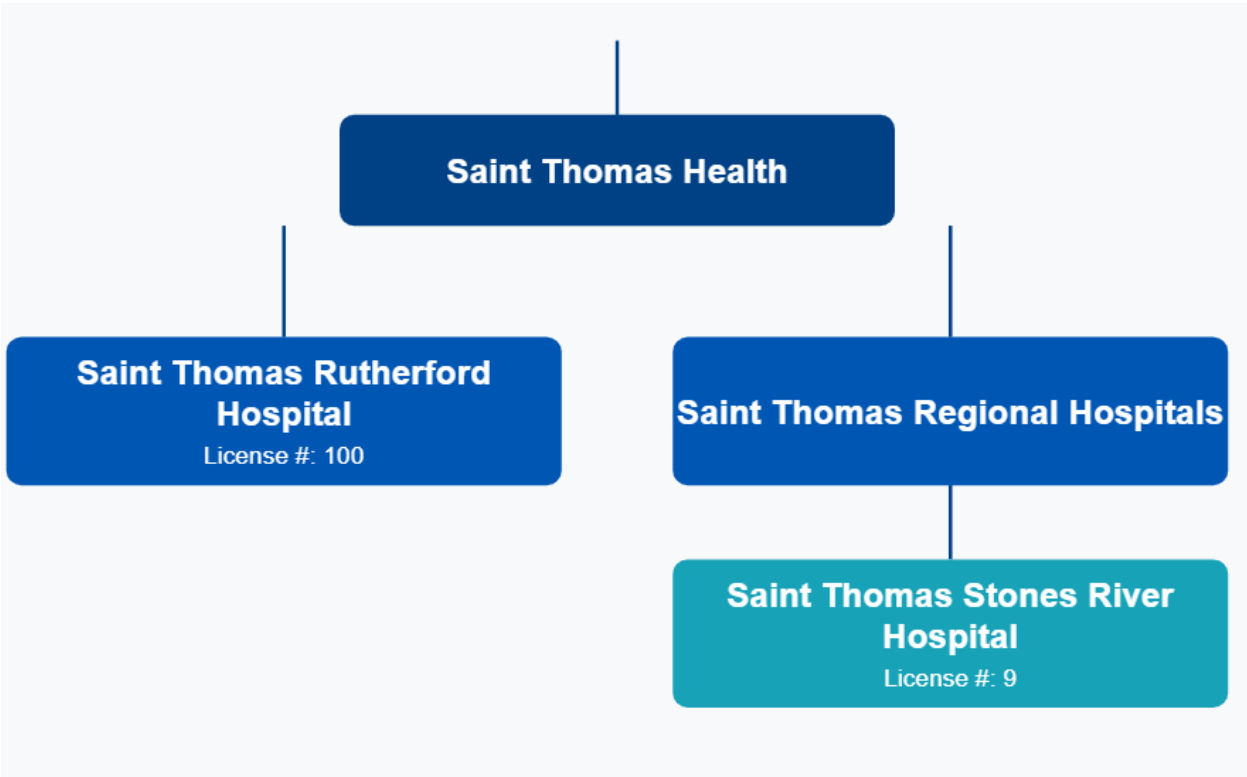 Saint Thomas Health
Saint Thomas Rutherford
Hospital
License #: 100
Saint Thomas Regional Hospitals
Saint Thomas Stones River
Hospital
License #: 9